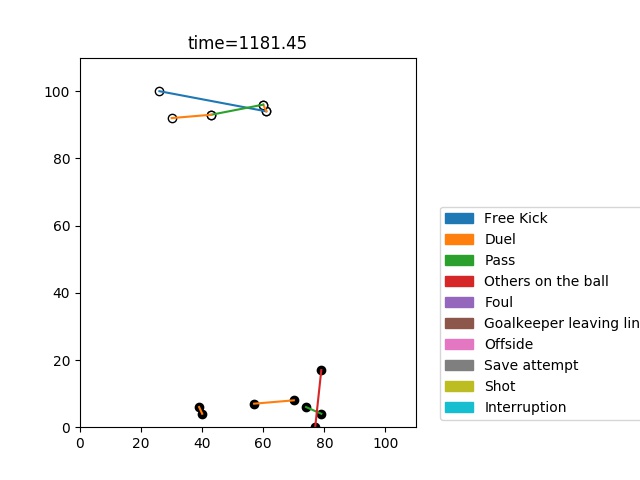 time=1181.45
100
80
60
40
20
0
0 20 40 60 80 100
Free Kick
Duel
Pass
Others on the ball
Foul
Goalkeeper leaving lin
Offside
Save attempt
Shot
Interruption